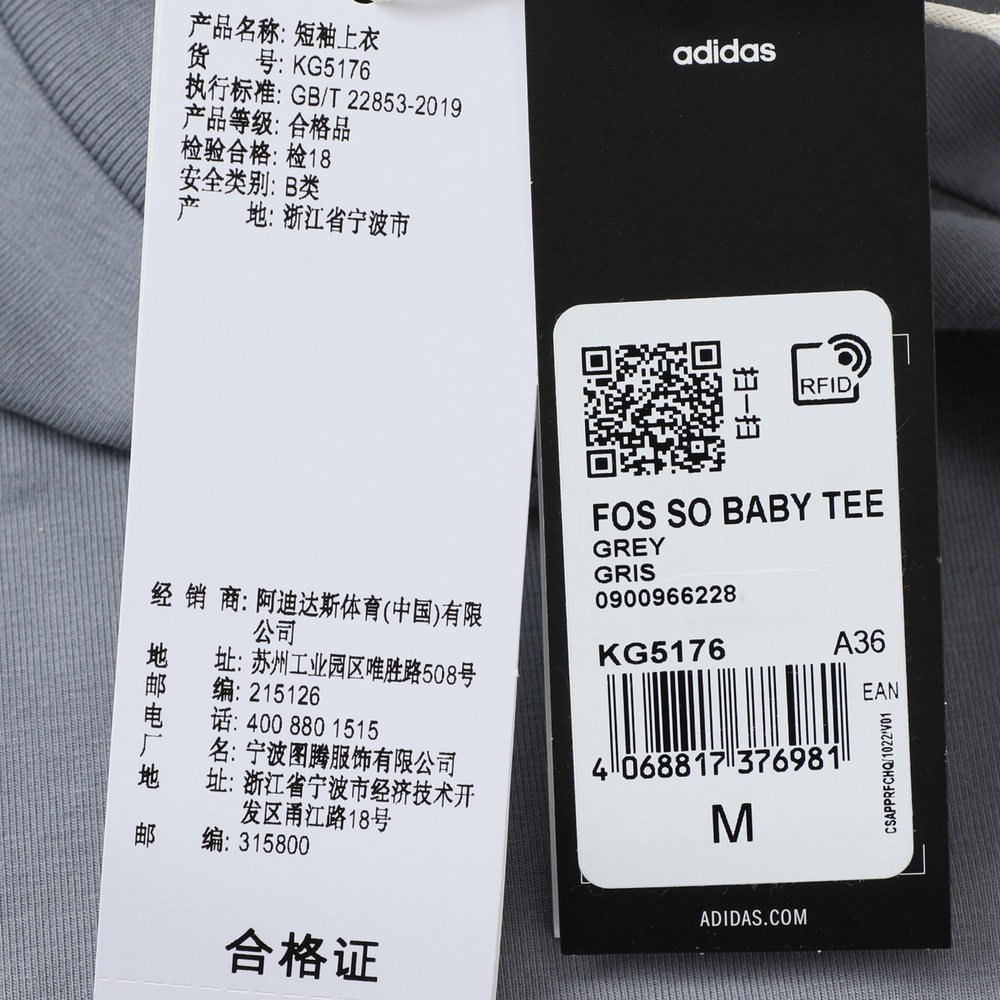 产品名称: 短袖上衣
货 号: KG5176
执行标准: GB/T 22853-2019
产品等级: 合格品
检验合格: 检18
安全类别: B类
产 地: 浙江省宁波市
经 销 商: 阿迪达斯体育(中国)有限
公司
地 址: 苏州工业园区唯胜路508号
邮 编: 215126
电 话: 400 880 1515
厂 名: 宁波图腾服饰有限公司
地 址: 浙江省宁波市经济技术开
发区甬江路18号
邮 编: 315800
合格证
adidas
扫一扫
RFID
FOS SO BABY TEE
GREY
GRIS
0900966228
KG5176 A36
EAN
4 068817 376981
CSAPPRFCHQ/1022/V01
M
ADIDAS.COM